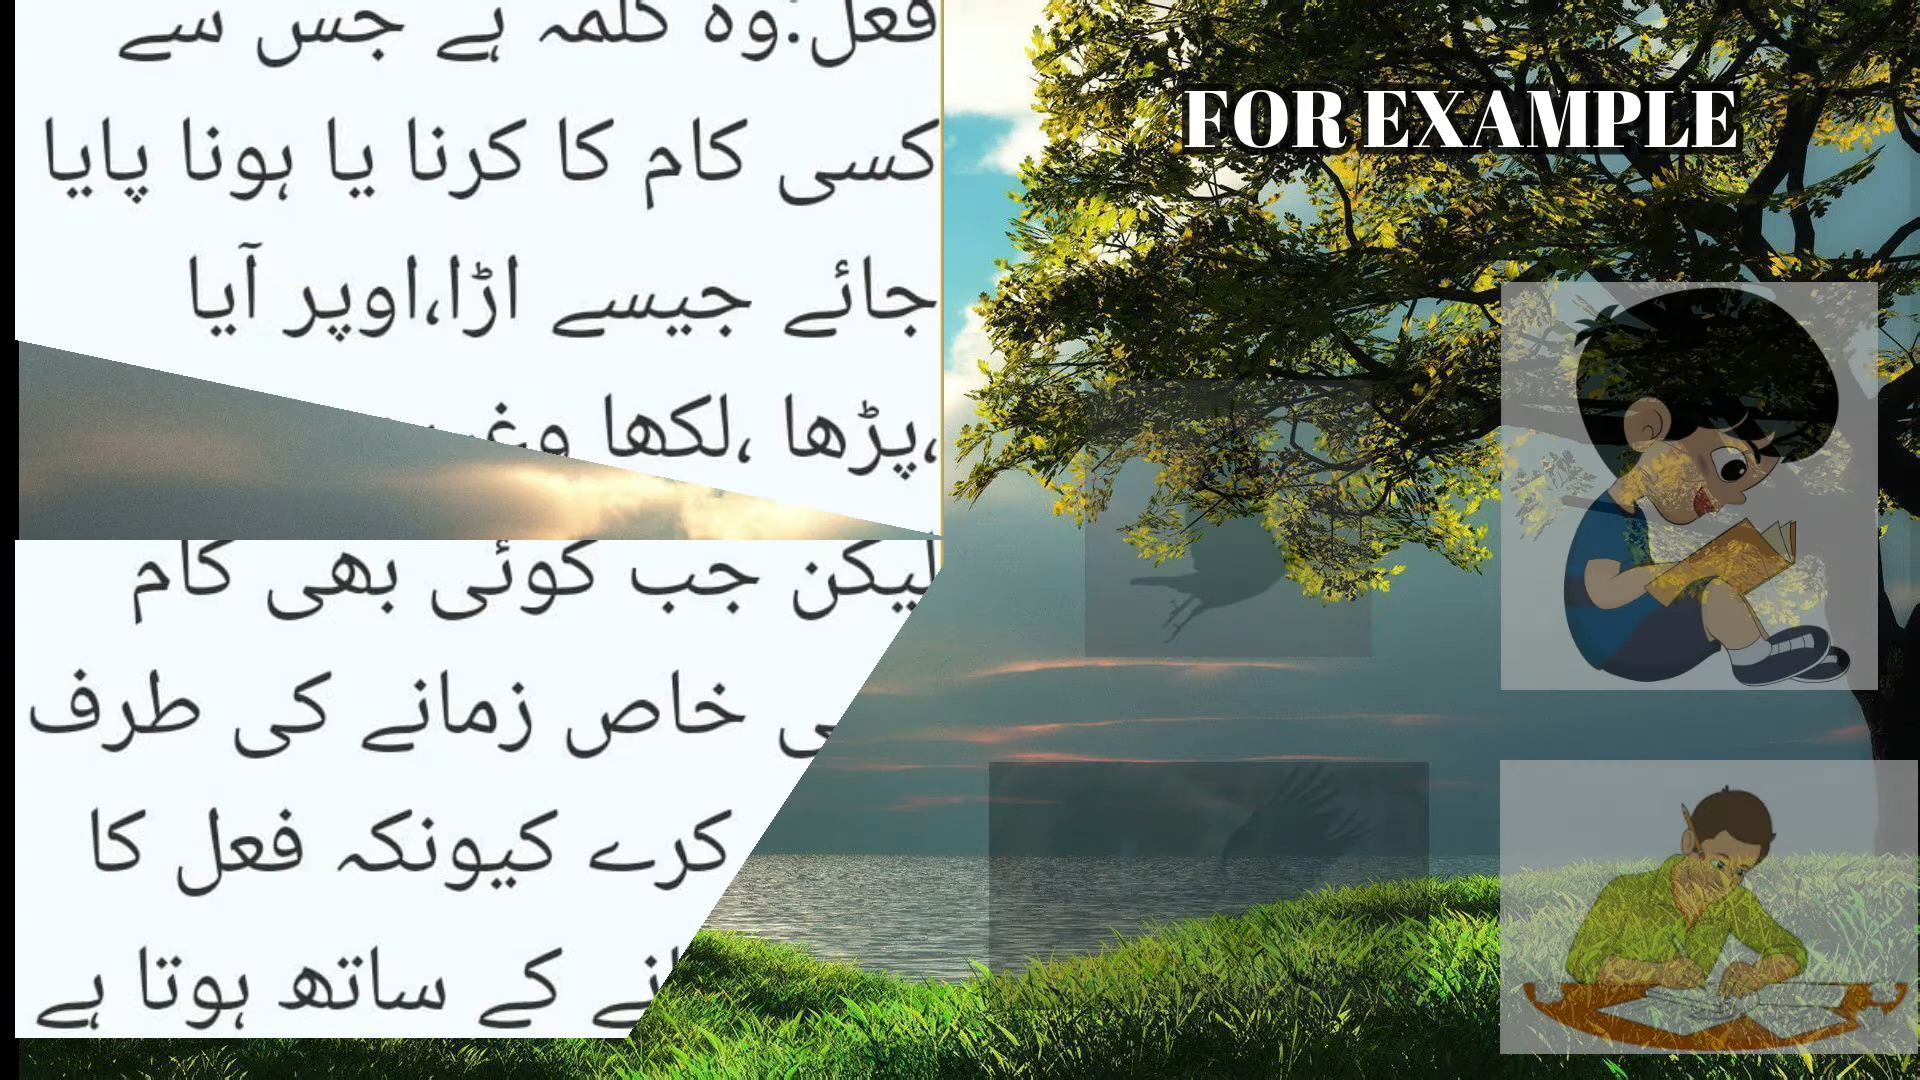 فعل:وہ کلمہ ہے جس سے
کسی کام کا کرنا یا ہونا پایا
جائے جیسے اڑا،اوپر آیا
،پڑھا ،لکھا
لیکن جب کوئی بھی کام
خاص زمانے کی طرف
کرے کیونکہ فعل کا
کے ساتھ ہوتا ہے
FOR EXAMPLE